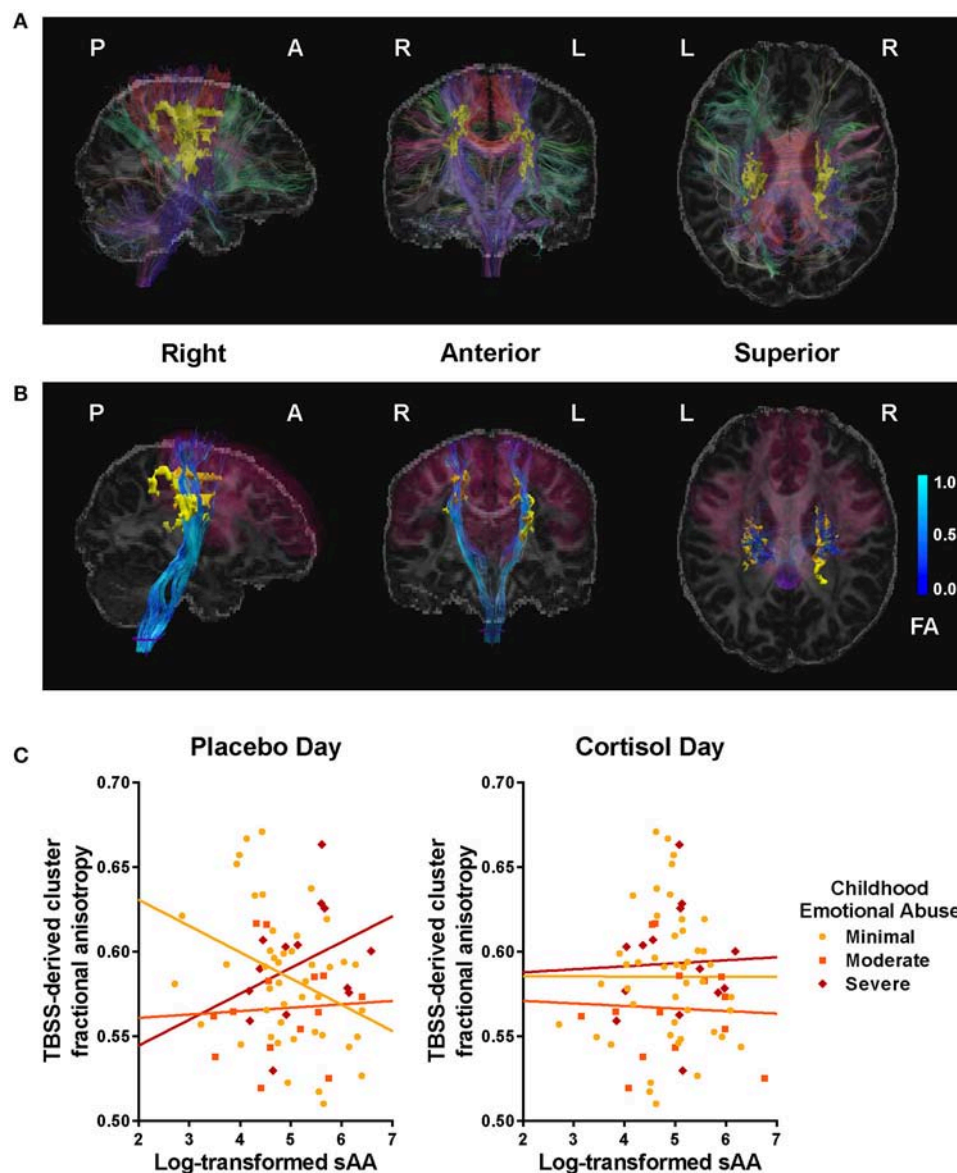 A
P A R L L R
Right Anterior Superior
B
P A R L L R
1.0
0.5
0.0
FA
C
Placebo Day
TBSS-derived cluster
fractional anisotropy
0.70
0.65
0.60
0.55
0.50
2 3 4 5 6 7
Log-transformed sAA
Cortisol Day
TBSS-derived cluster
fractional anisotropy
0.70
0.65
0.60
0.55
0.50
2 3 4 5 6 7
Log-transformed sAA
Childhood
Emotional Abuse
Minimal
Moderate
Severe